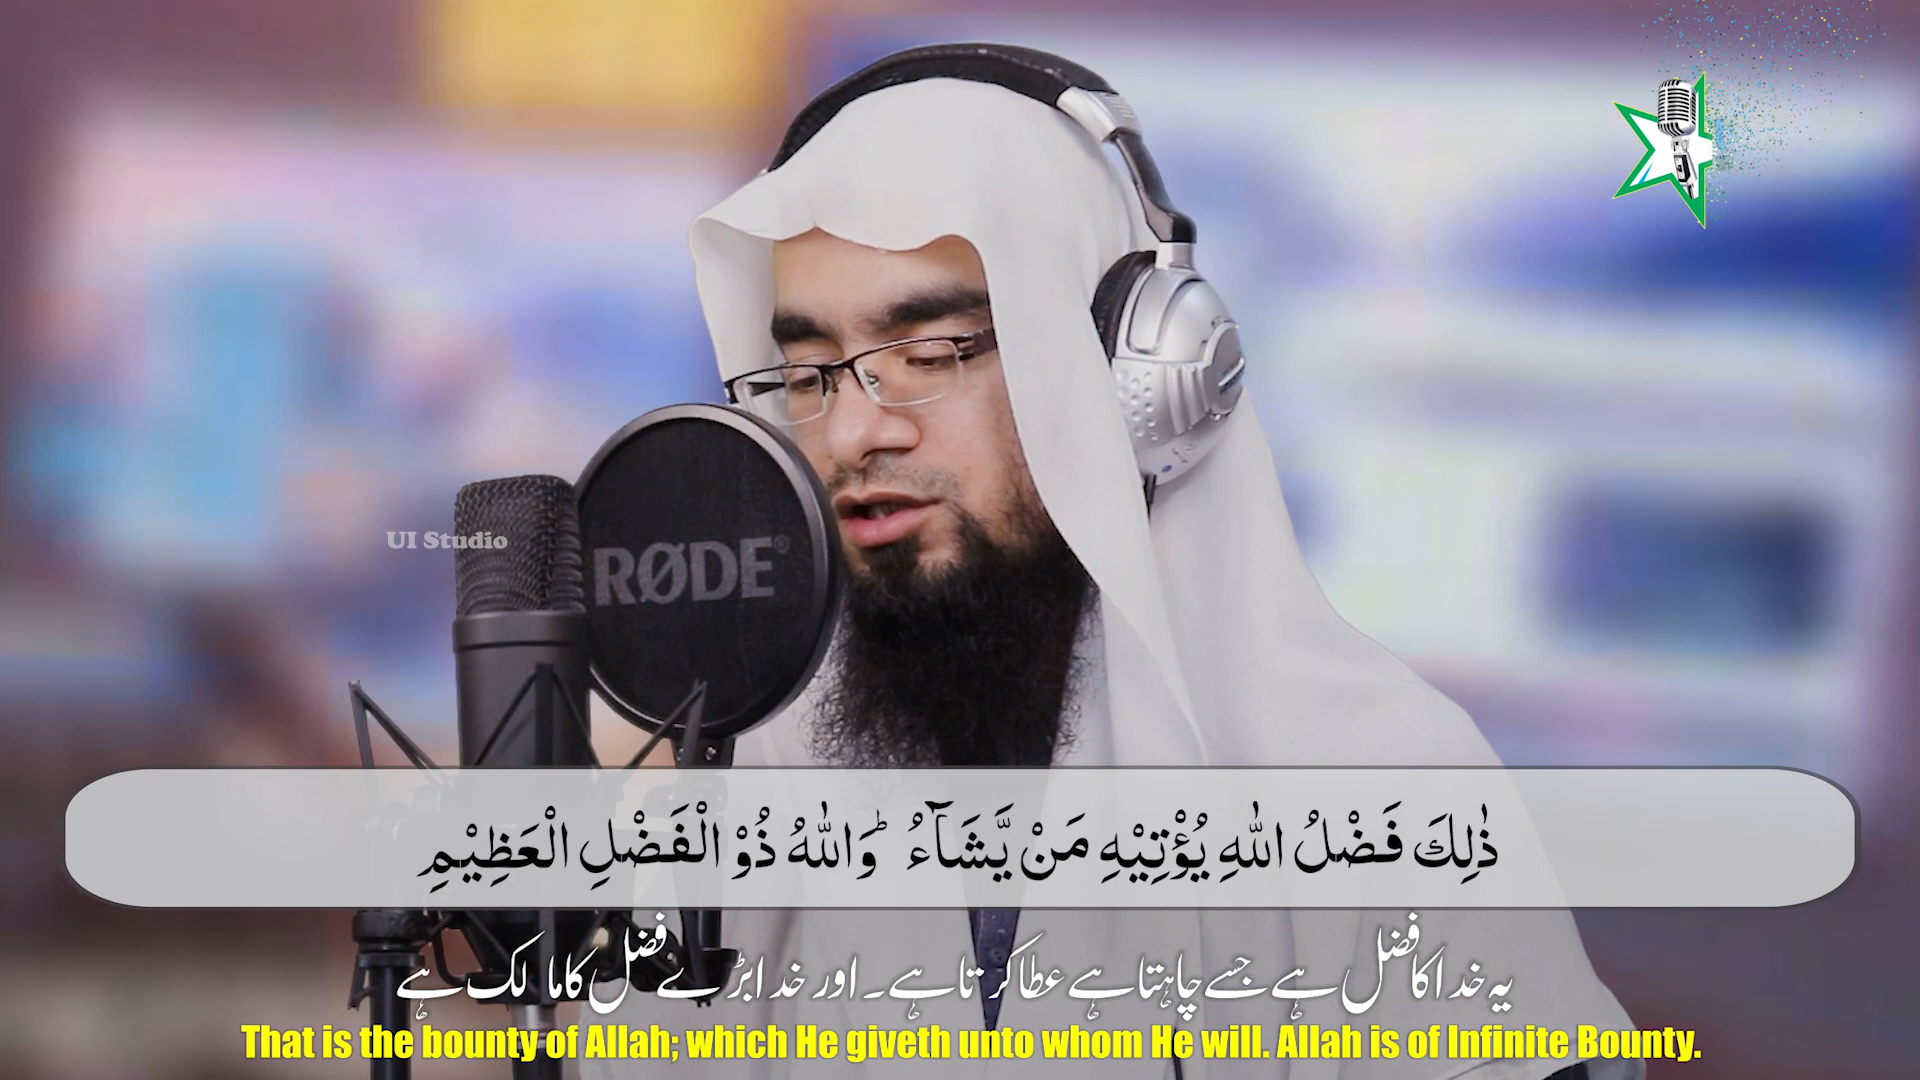 UI Studio
RØDE®
ذٰلِكَ فَضْلُ اللّٰهِ يُؤْتِيْهِ مَنْ يَّشَآءُ ؕ وَاللّٰهُ ذُوْ الْفَضْلِ الْعَظِيْمِ
یہ خدا کا فضل ہے جسے چاہتا ہے عطا کرتا ہے۔ اور خدا بڑے فضل کا مالک ہے
That is the bounty of Allah; which He giveth unto whom He will. Allah is of Infinite Bounty.